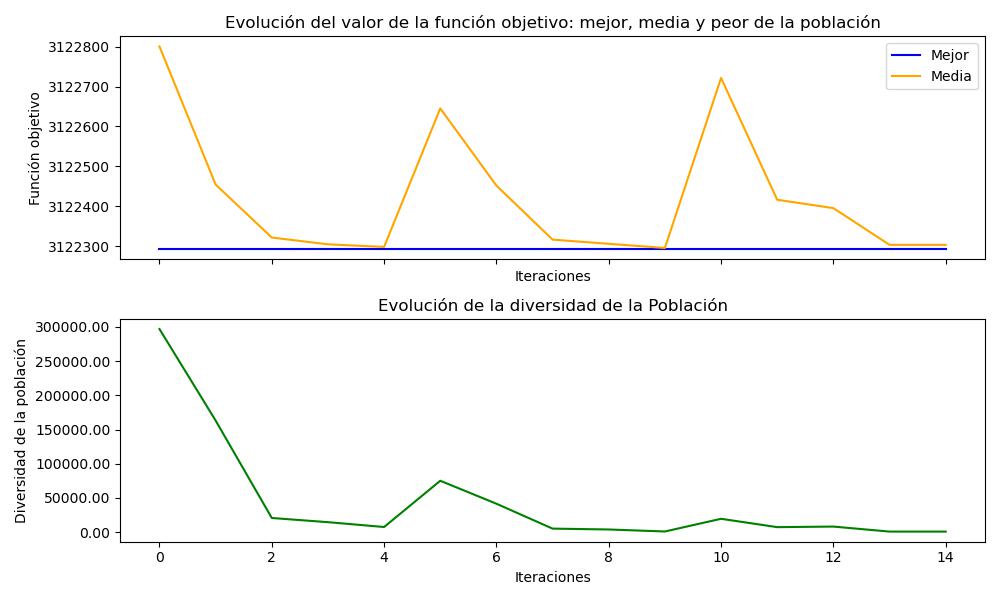 Evolución del valor de la función objetivo: mejor, media y peor de la población
3122800
3122700
3122600
3122500
3122400
3122300
Función objetivo
Mejor
Media
Iteraciones
Evolución de la diversidad de la Población
300000.00
250000.00
200000.00
150000.00
100000.00
50000.00
0.00
Diversidad de la población
0 2 4 6 8 10 12 14
Iteraciones